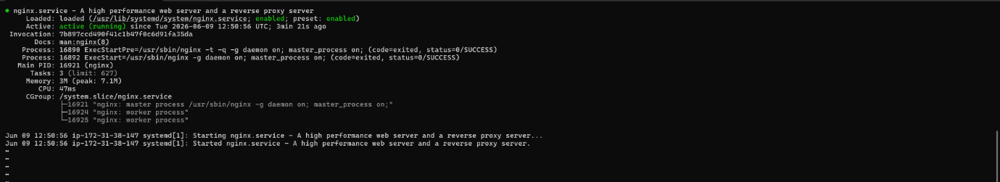 ● nginx.service - A high performance web server and a reverse proxy server
     Loaded: loaded (/usr/lib/systemd/system/nginx.service; enabled; preset: enabled)
     Active: active (running) since Tue 2026-06-09 12:50:56 UTC; 3min 21s ago
 Invocation: 7b897ccd490f41c1b47f0c6d91fa35da
       Docs: man:nginx(8)
    Process: 16890 ExecStartPre=/usr/sbin/nginx -t -q -g daemon on; master_process on; (code=exited, status=0/SUCCESS)
    Process: 16892 ExecStart=/usr/sbin/nginx -g daemon on; master_process on; (code=exited, status=0/SUCCESS)
   Main PID: 16921 (nginx)
      Tasks: 3 (limit: 627)
     Memory: 3M (peak: 7.1M)
        CPU: 47ms
     CGroup: /system.slice/nginx.service
             ├─16921 "nginx: master process /usr/sbin/nginx -g daemon on; master_process on;"
             ├─16924 "nginx: worker process"
             └─16925 "nginx: worker process"

Jun 09 12:50:56 ip-172-31-38-147 systemd[1]: Starting nginx.service - A high performance web server and a reverse proxy server...
Jun 09 12:50:56 ip-172-31-38-147 systemd[1]: Started nginx.service - A high performance web server and a reverse proxy server.
~
~
~
~
~